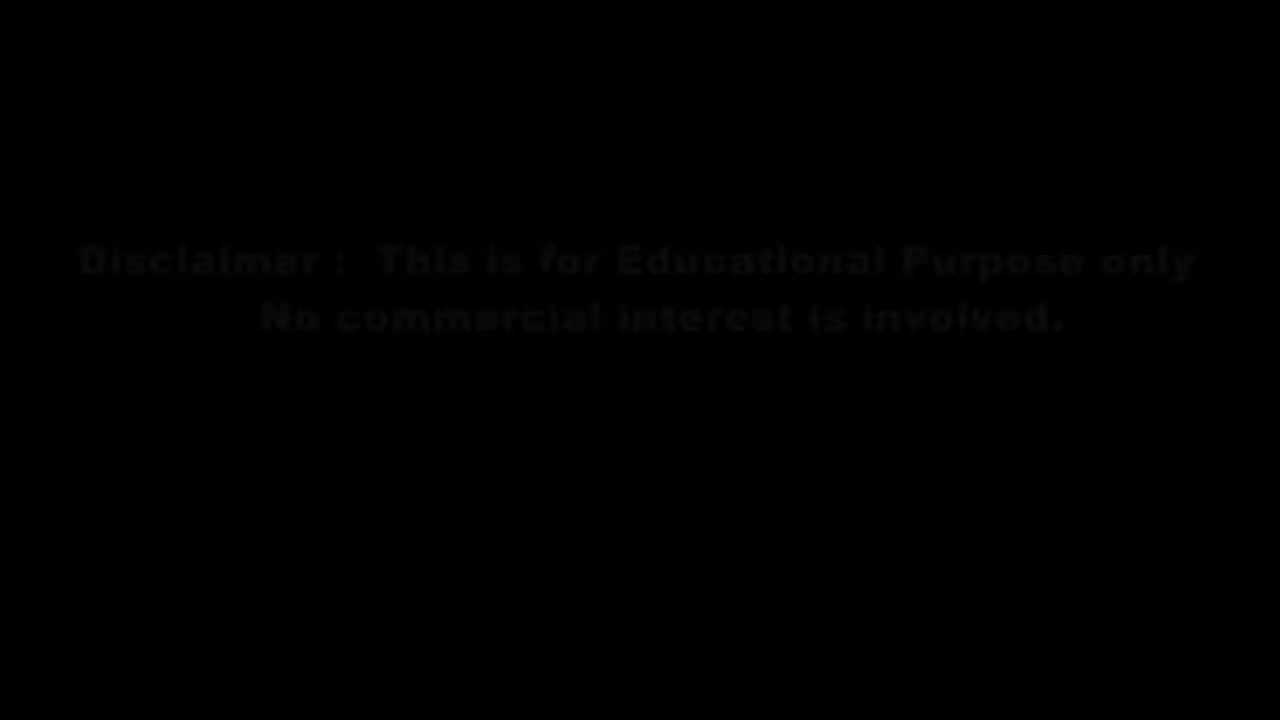 Disclaimer :  This is for Educational Purpose only
No commercial interest is involved.